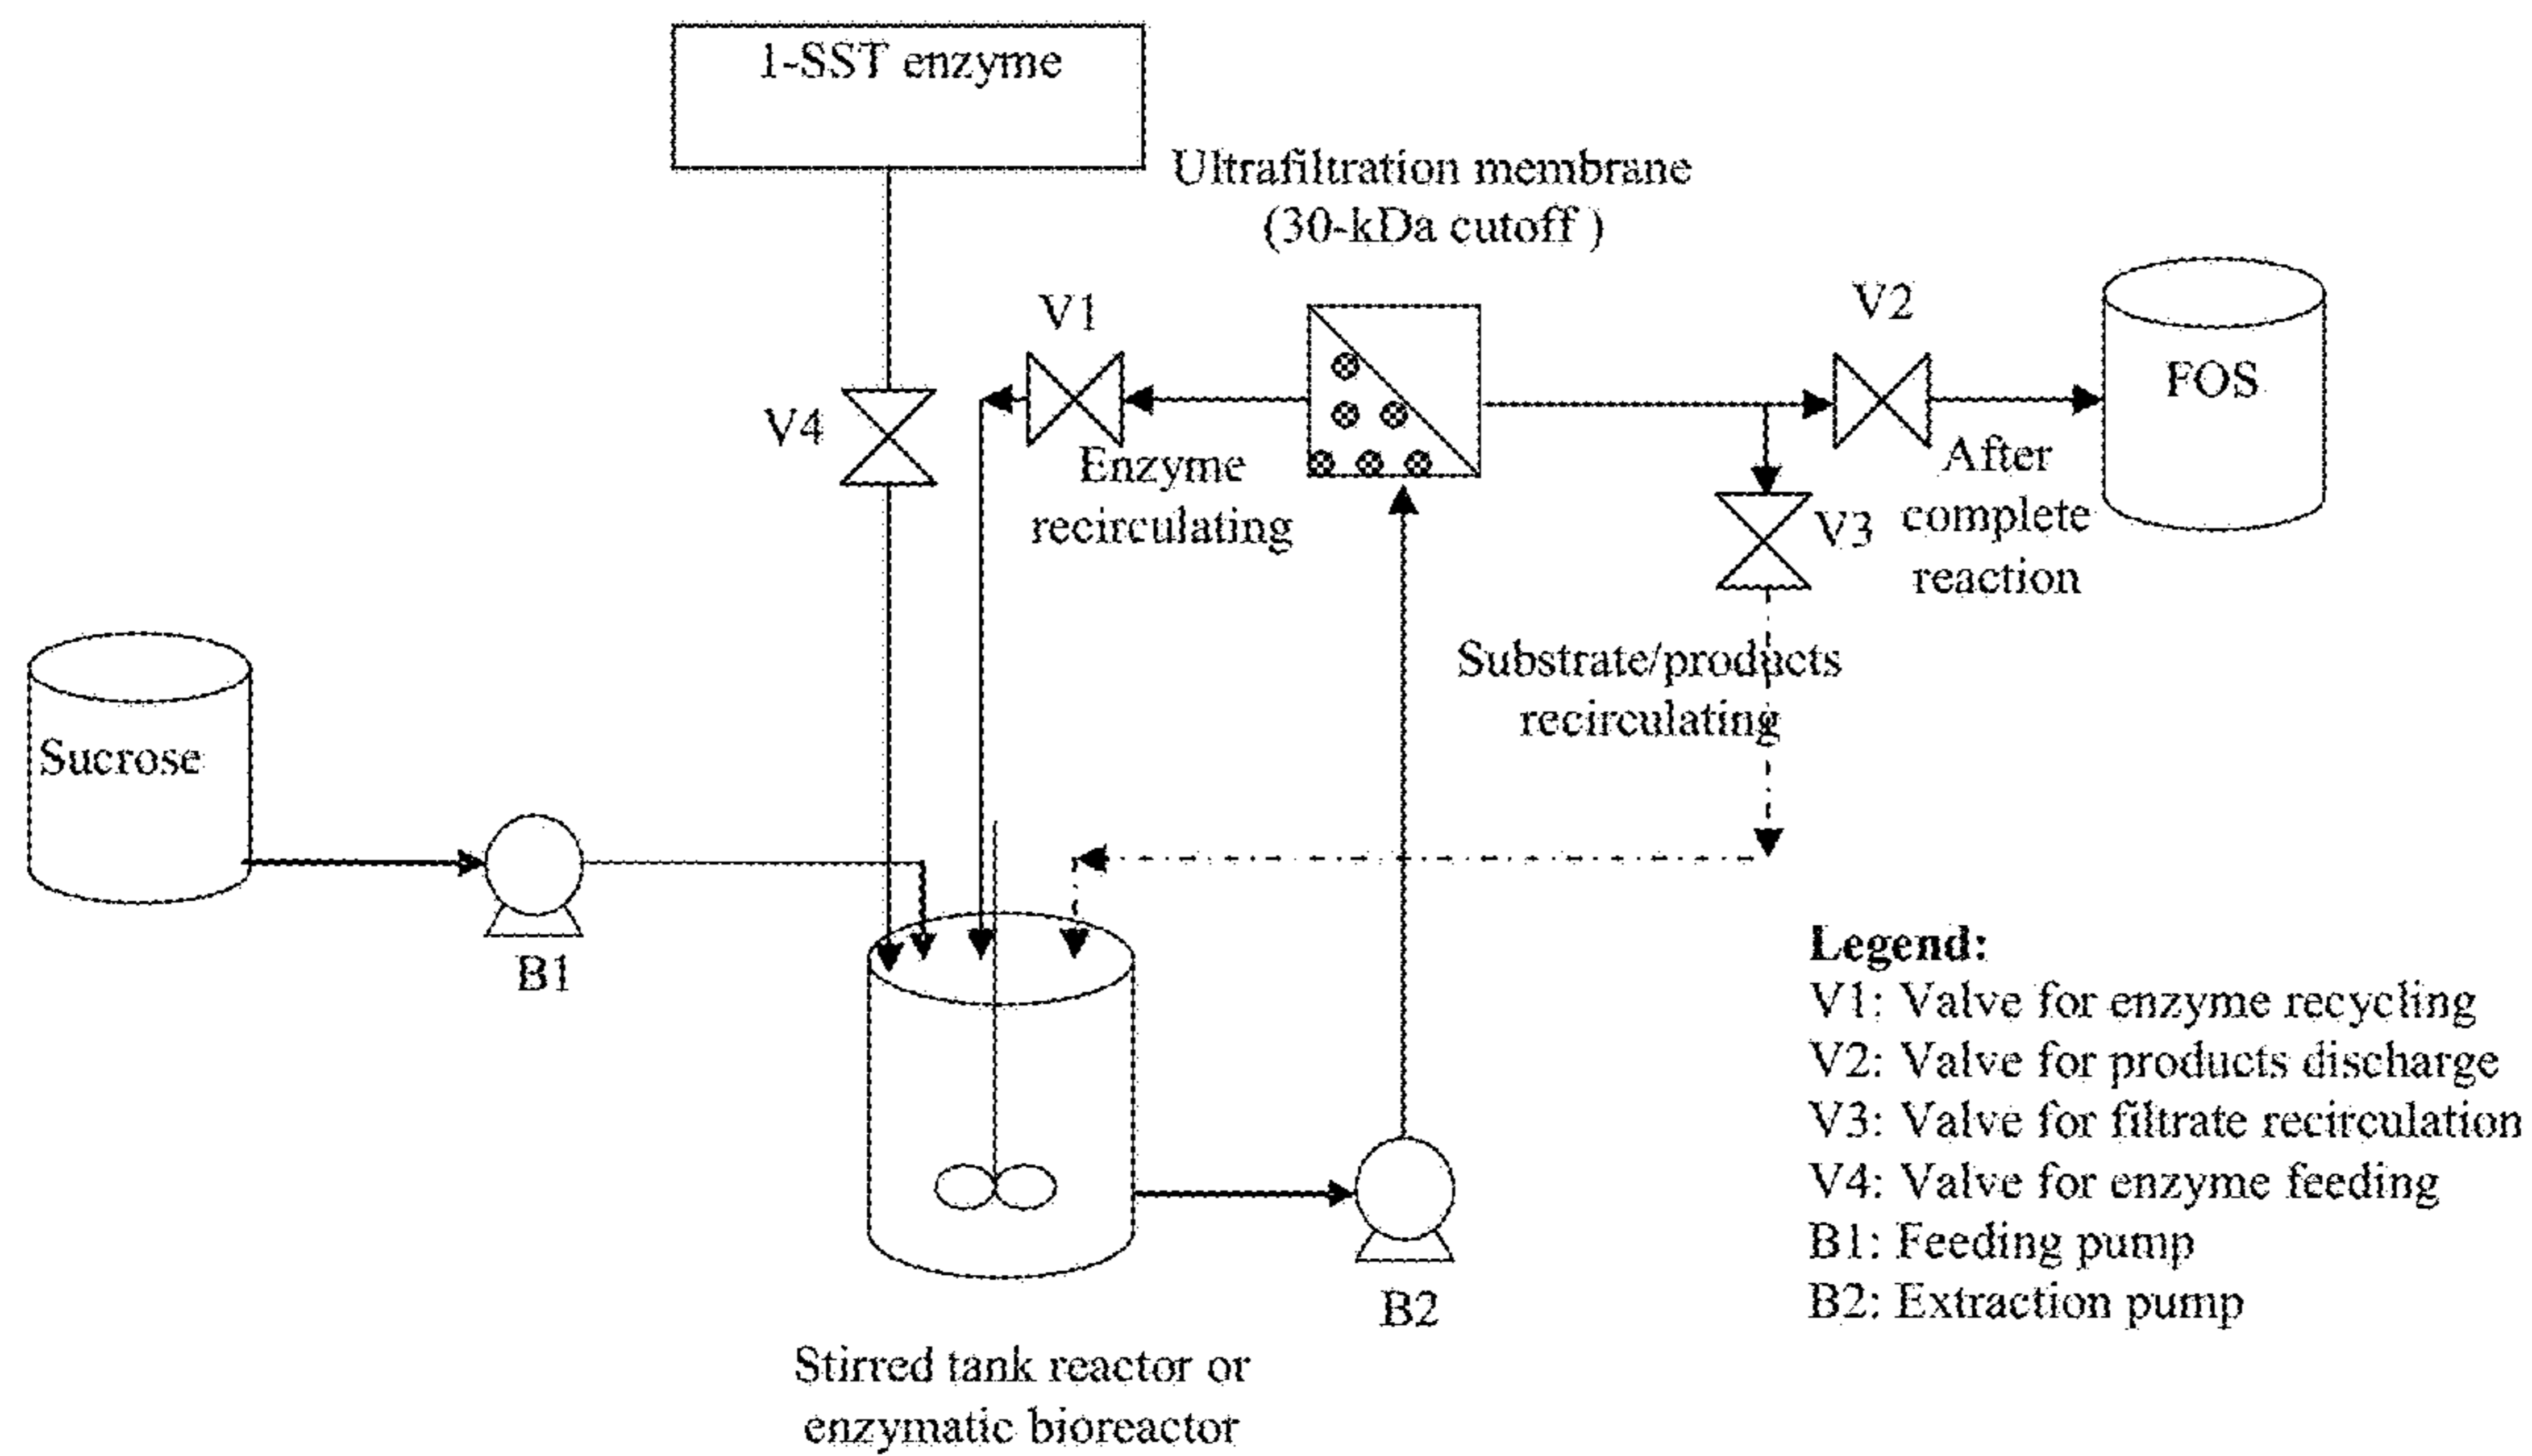 1-SST enzyme
Ultrafiltration membrane
(30-kDa cutoff )
V1
V2
FOS
V4
Enzyme
recirculating
After
complete
reaction
V3
Substrate/products
recirculating
Sucrose
B1
B2
Stirred tank reactor or
enzymatic bioreactor
Legend:
V1: Valve for enzyme recycling
V2: Valve for products discharge
V3: Valve for filtrate recirculation
V4: Valve for enzyme feeding
B1: Feeding pump
B2: Extraction pump